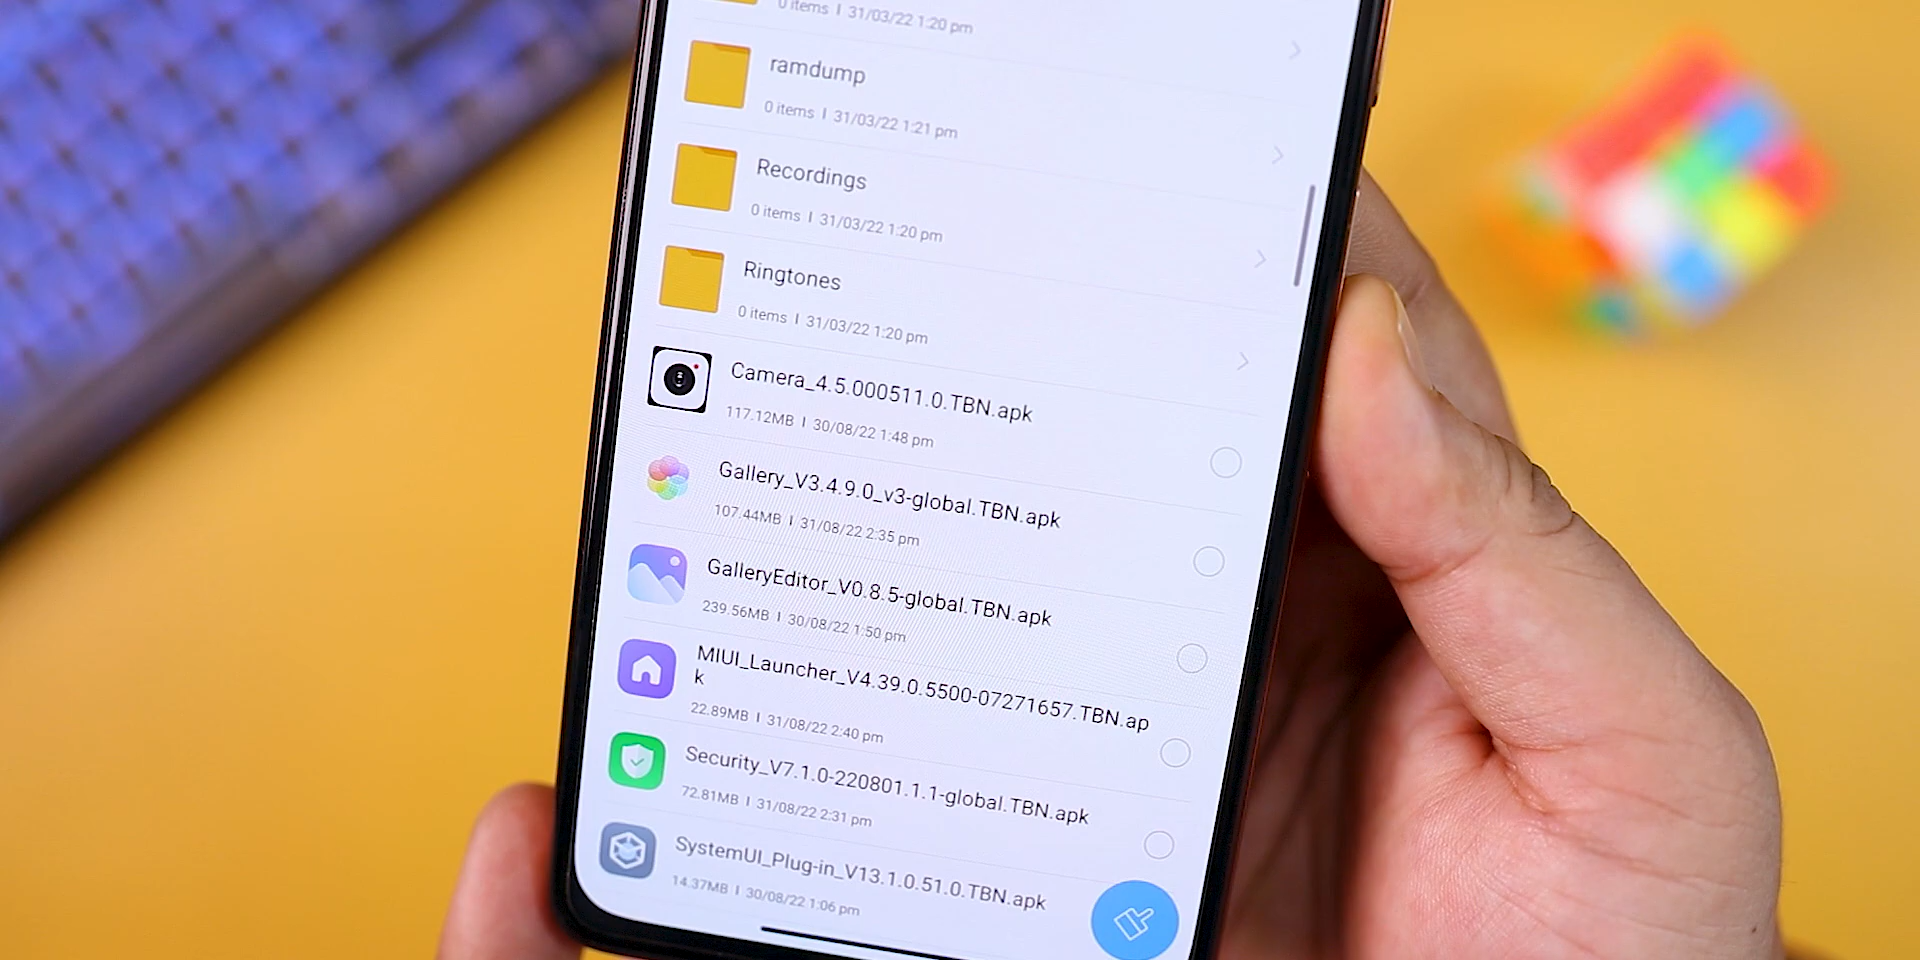 0 items | 31/03/22 1:20 pm
ramdump
0 items | 31/03/22 1:21 pm
Recordings
0 items | 31/03/22 1:20 pm
Ringtones
0 items | 31/03/22 1:20 pm
Camera_4.5.000511.0.TBN.apk
117.12MB | 30/08/22 1:48 pm
Gallery_V3.4.9.0_v3-global.TBN.apk
107.44MB | 31/08/22 2:35 pm
GalleryEditor_V0.8.5-global.TBN.apk
239.56MB | 30/08/22 1:50 pm
MIUI_Launcher_V4.39.0.5500-07271657.TBN.ap
k
22.89MB | 31/08/22 2:40 pm
Security_V7.1.0-220801.1.1-global.TBN.apk
72.81MB | 31/08/22 2:31 pm
SystemUI_Plug-in_V13.1.0.51.0.TBN.apk
14.37MB | 30/08/22 1:06 pm